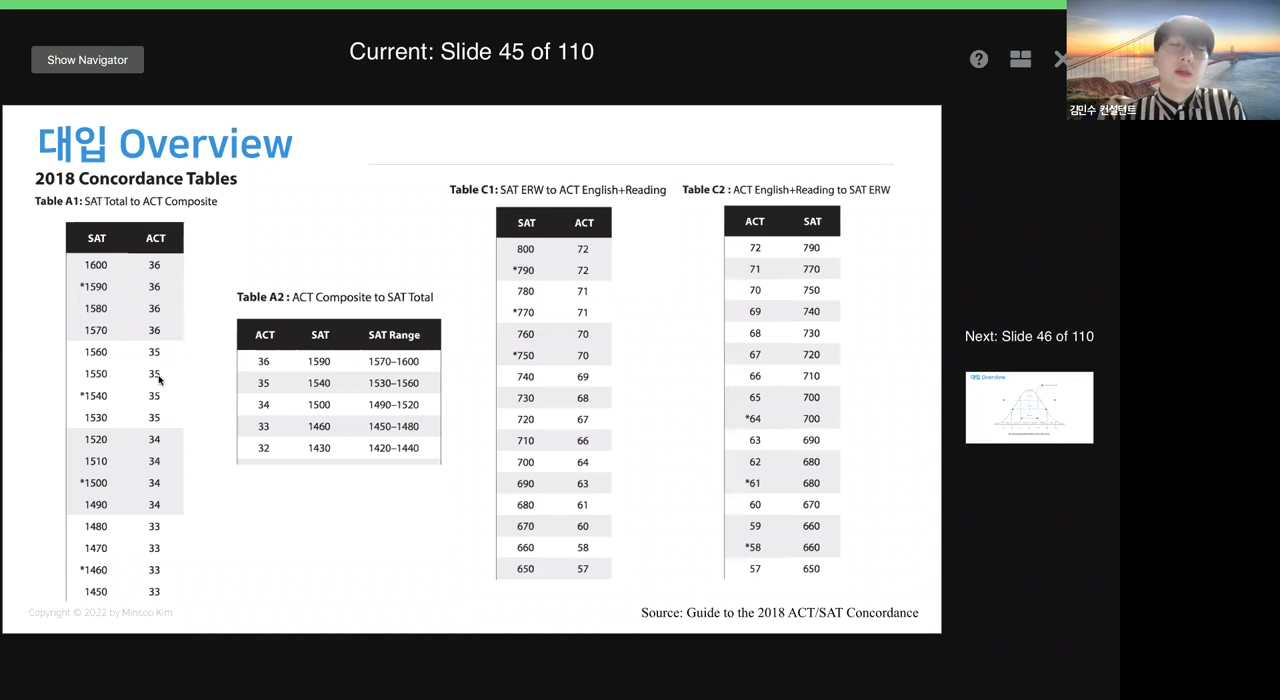 Show Navigator
Current: Slide 45 of 110
?
김민수 컨설턴트
대입 Overview
2018 Concordance Tables
Table A1: SAT Total to ACT Composite
SAT ACT
1600 36
*1590 36
1580 36
1570 36
1560 35
1550 35
*1540 35
1530 35
1520 34
1510 34
*1500 34
1490 34
1480 33
1470 33
*1460 33
1450 33
Table A2 : ACT Composite to SAT Total
ACT SAT SAT Range
36 1590 1570–1600
35 1540 1530–1560
34 1500 1490–1520
33 1460 1450–1480
32 1430 1420–1440
Table C1: SAT ERW to ACT English+Reading
SAT ACT
800 72
*790 72
780 71
*770 71
760 70
*750 70
740 69
730 68
720 67
710 66
700 64
690 63
680 61
670 60
660 58
650 57
Table C2 : ACT English+Reading to SAT ERW
ACT SAT
72 790
71 770
70 750
69 740
68 730
67 720
66 710
65 700
*64 700
63 690
62 680
*61 680
60 670
59 660
*58 660
57 650
Copyright © 2022 by Minsoo Kim
Source: Guide to the 2018 ACT/SAT Concordance
Next: Slide 46 of 110
대입 Overview